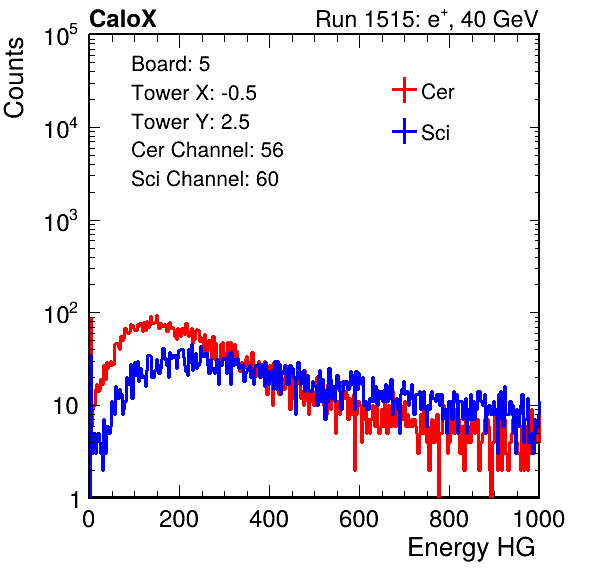 CaloX Run 1515: e⁺, 40 GeV
Counts
Board: 5
Tower X: -0.5
Tower Y: 2.5
Cer Channel: 56
Sci Channel: 60
Cer
Sci
10⁵
10⁴
10³
10²
10
1
0 200 400 600 800 1000
Energy HG